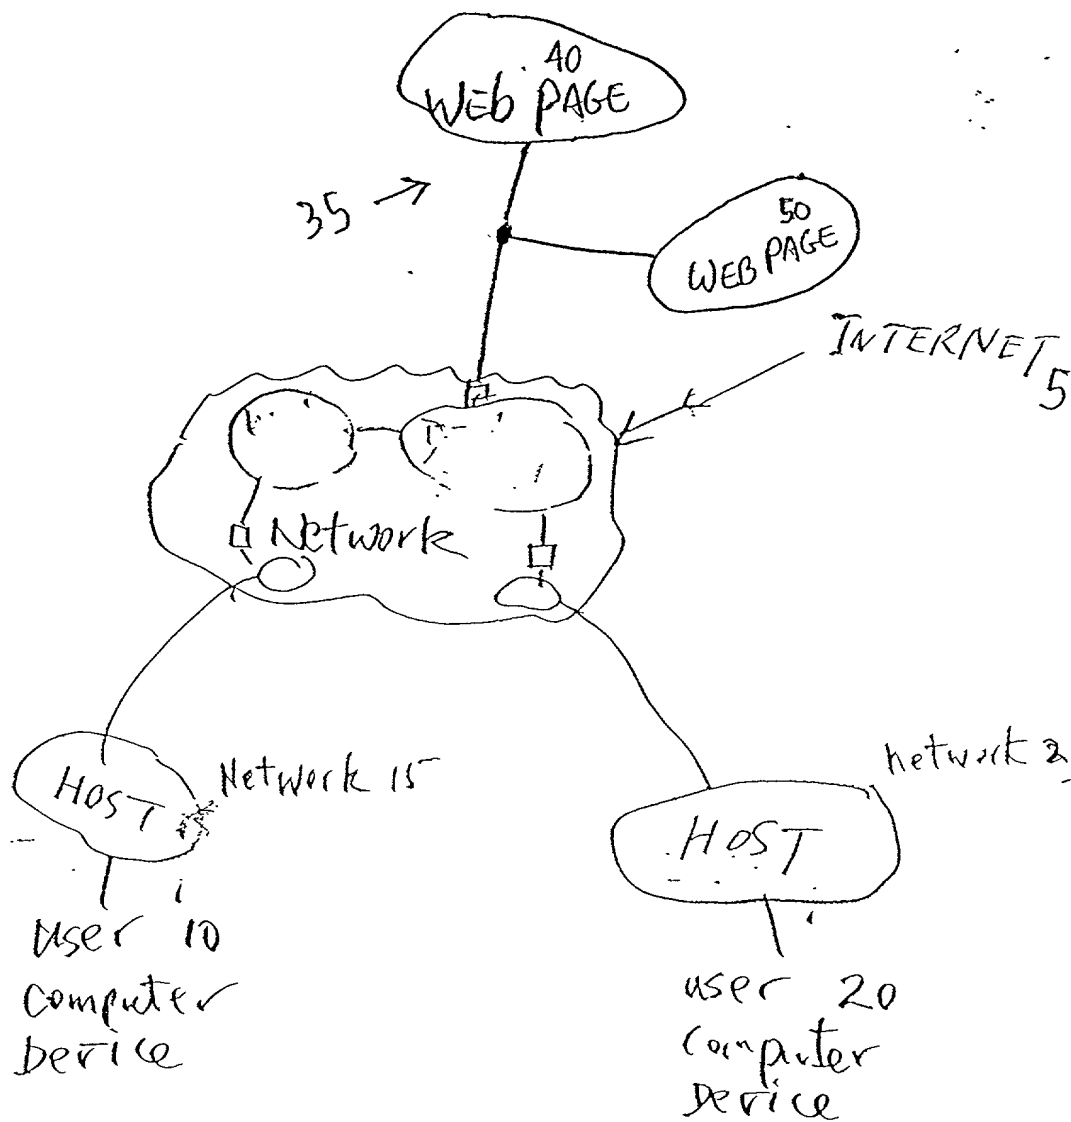 40
WEb PAGE
35
50
WEB PAGE
INTERNET
5
Network
HOST
Network 15
network 2
HOST
user 10
computer
Device
user 20
computer
Device